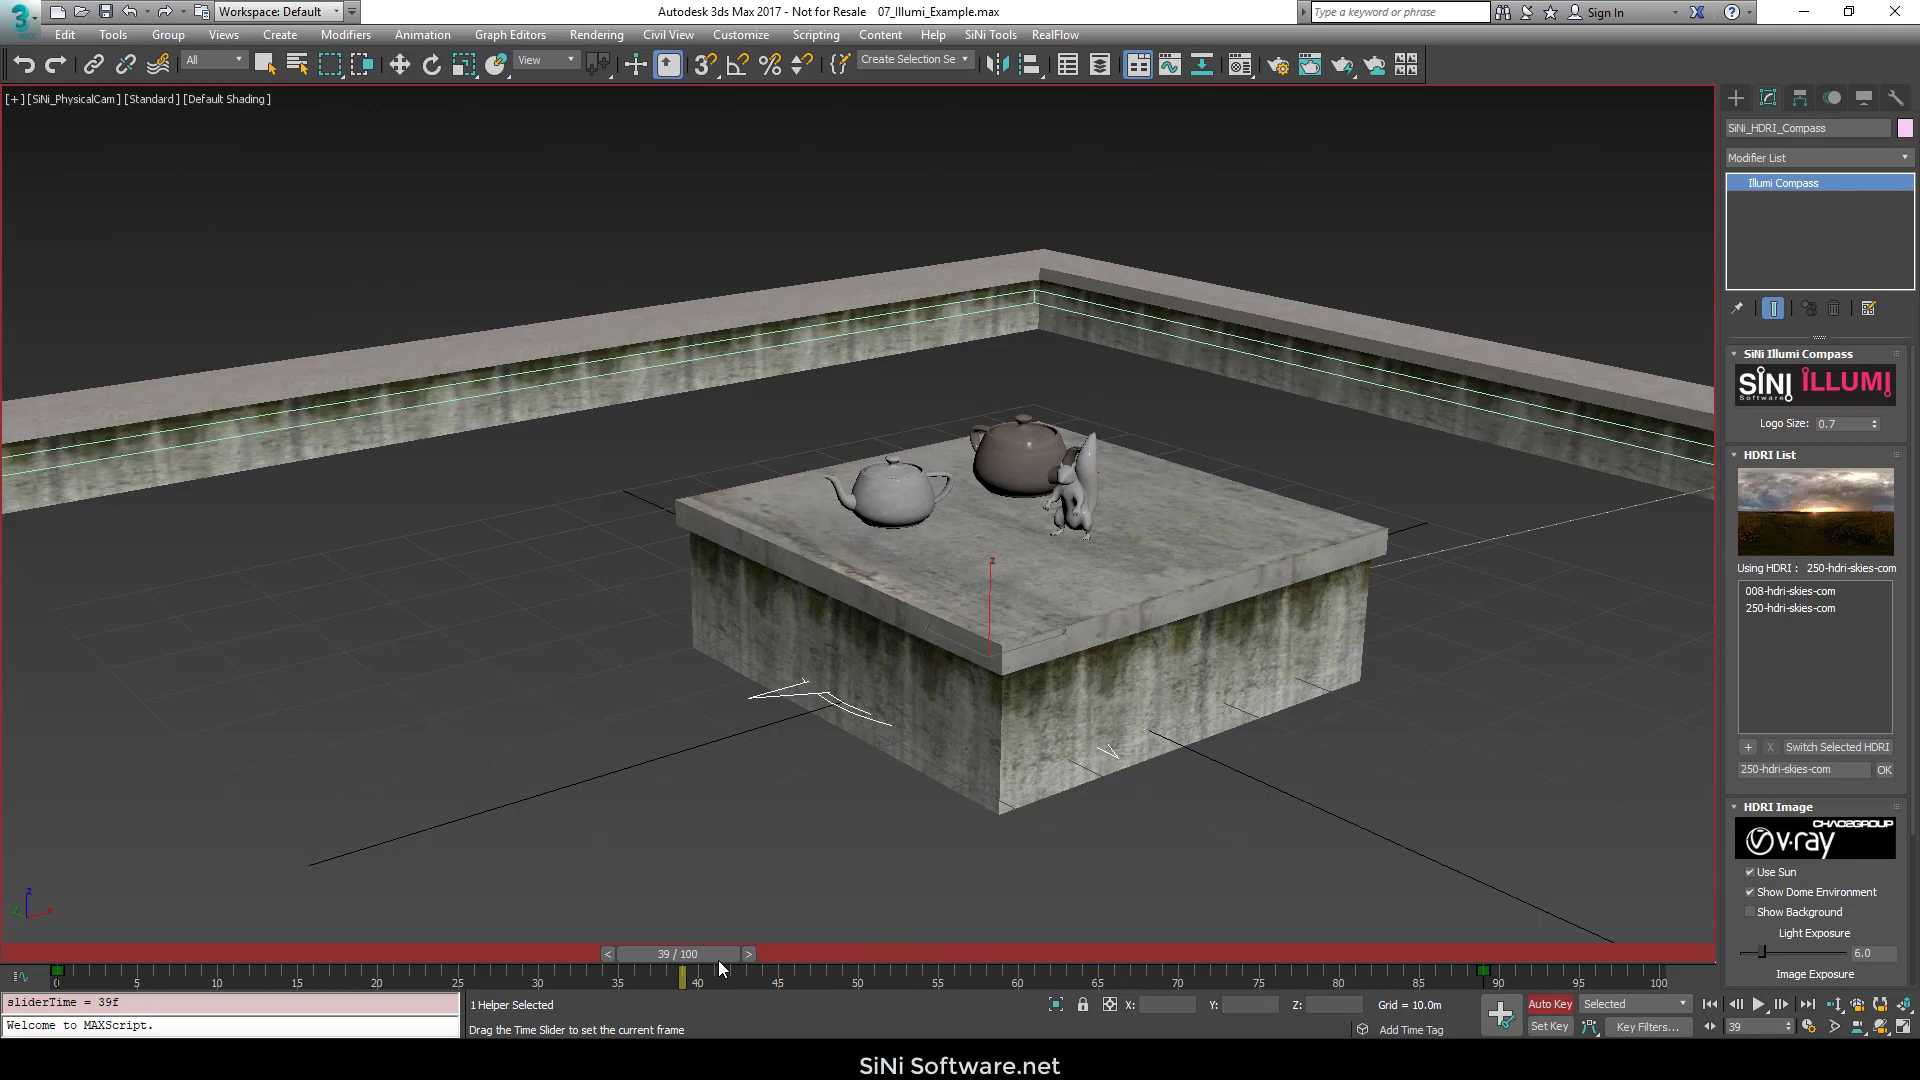 3
MAX
Workspace: Default
Autodesk 3ds Max 2017 - Not for Resale 07_Illumi_Example.max
Type a keyword or phrase
Sign In
Edit Tools Group Views Create Modifiers Animation Graph Editors Rendering Civil View Customize Scripting Content Help SiNi Tools RealFlow
All
View
3
Create Selection Se
[+] [SiNi_PhysicalCam] [Standard] [Default Shading]
SiNi_HDRI_Compass
Modifier List
Illumi Compass
SiNi Illumi Compass
SiNi Software ILLUMI
Logo Size: 0.7
HDRI List
Using HDRI : 250-hdri-skies-com
008-hdri-skies-com
250-hdri-skies-com
+ X Switch Selected HDRI
250-hdri-skies-com OK
HDRI Image
CHAOSGROUP
v-ray
Use Sun
Show Dome Environment
Show Background
Light Exposure
6.0
Image Exposure
z
z
x
< 39 / 100 >
0 5 10 15 20 25 30 35 40 45 50 55 60 65 70 75 80 85 90 95 100
sliderTime = 39f
Welcome to MAXScript.
1 Helper Selected
Drag the Time Slider to set the current frame
X: Y: Z: Grid = 10.0m
Add Time Tag
Auto Key Selected
Set Key Key Filters...
39
SiNi Software.net